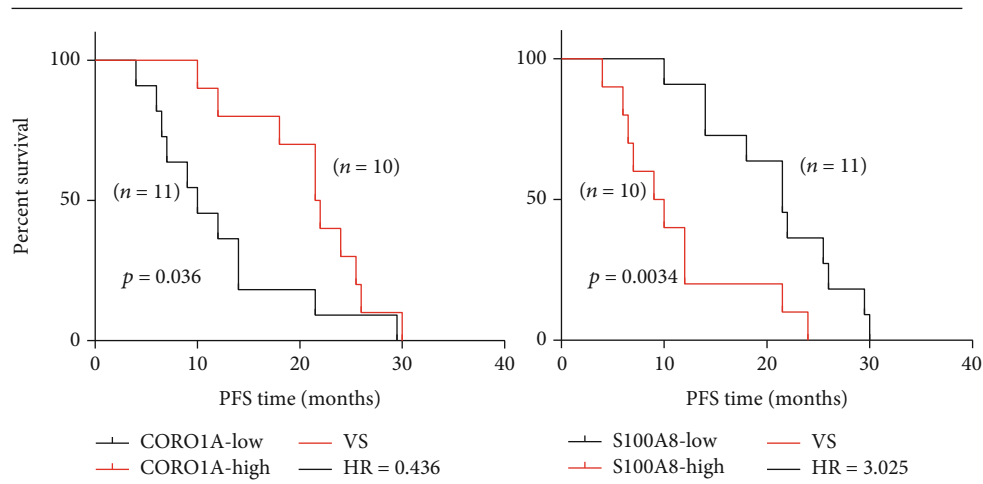 Percent survival
100
50
0
(n = 10)
(n = 11)
p = 0.036
0 10 20 30 40
PFS time (months)
CORO1A-low VS
CORO1A-high HR = 0.436
100
50
0
(n = 11)
(n = 10)
p = 0.0034
0 10 20 30 40
PFS time (months)
S100A8-low VS
S100A8-high HR = 3.025